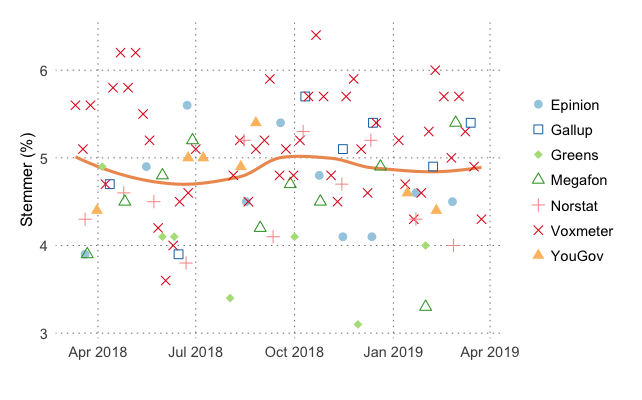 6
5
4
3
Stemmer (%)
Apr 2018
Jul 2018
Oct 2018
Jan 2019
Apr 2019
Epinion
Gallup
Greens
Megafon
Norstat
Voxmeter
YouGov